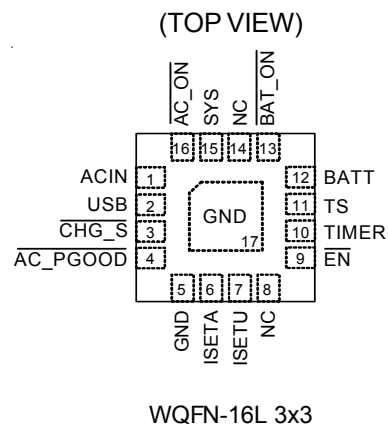 (TOP VIEW)
AC_ON
SYS
NC
BAT_ON
16 15 14 13
ACIN 1
USB 2
CHG_S 3
AC_PGOOD 4
GND
17
12 BATT
11 TS
10 TIMER
9 EN
5 6 7 8
GND
ISETA
ISETU
NC
WQFN-16L 3x3